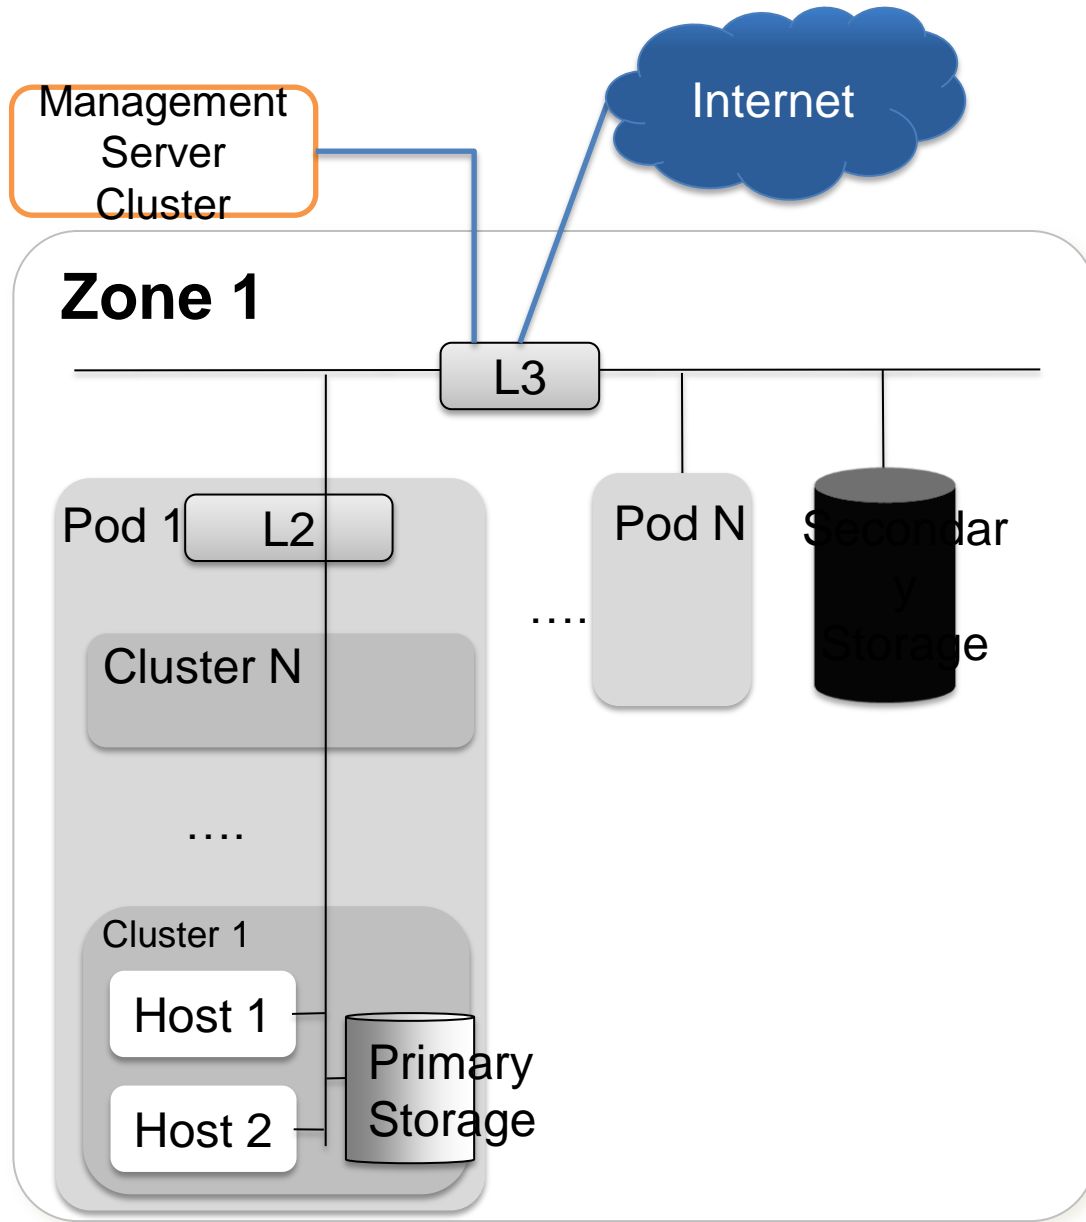 Management
Server
Cluster
Internet
Zone 1
L3
Pod 1
L2
Pod N
Secondar
y
Storage
....
Cluster N
....
Cluster 1
Host 1
Primary
Storage
Host 2